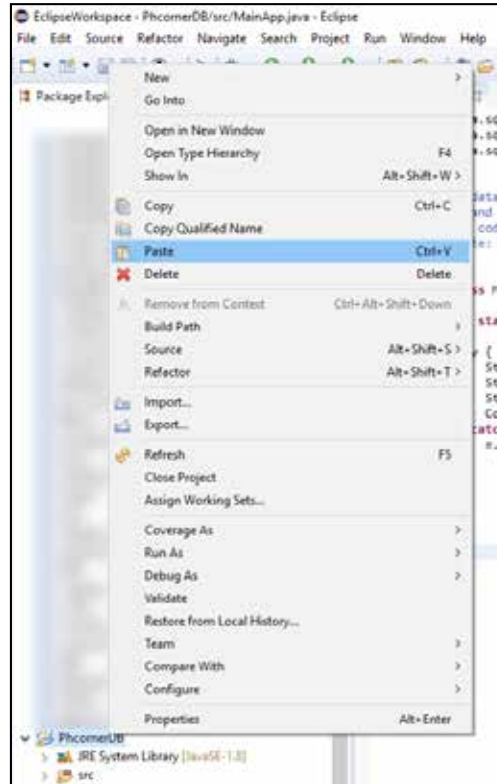 EclipseWorkspace - PhcornerDB/src/MainApp.java - Eclipse
File Edit Source Refactor Navigate Search Project Run Window Help
Package Expl
New >
Go Into
Open in New Window
Open Type Hierarchy F4
Show In Alt+Shift+W >
Copy Ctrl+C
Copy Qualified Name
Paste Ctrl+V
Delete Delete
Remove from Context Ctrl+Alt+Shift+Down
Build Path >
Source Alt+Shift+S >
Refactor Alt+Shift+T >
Import...
Export...
Refresh F5
Close Project
Assign Working Sets...
Coverage As >
Run As >
Debug As >
Validate
Restore from Local History...
Team >
Compare With >
Configure >
Properties Alt+Enter
PhcornerDB
JRE System Library [JavaSE-1.8]
src